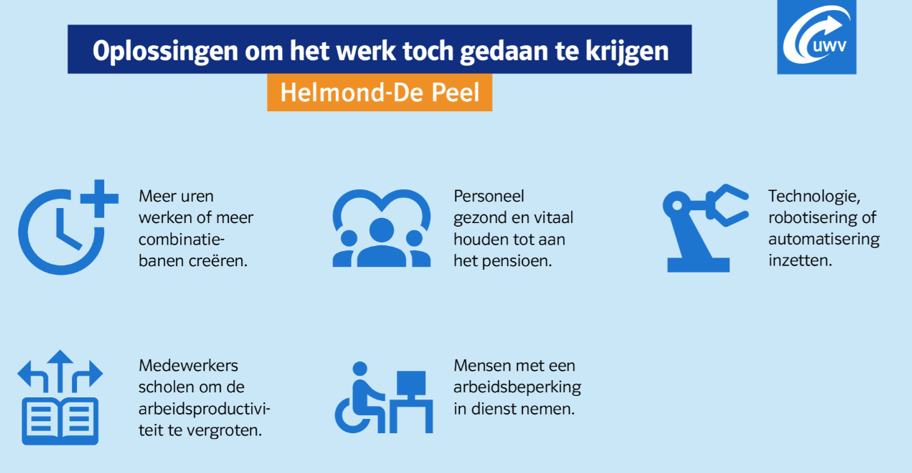 Oplossingen om het werk toch gedaan te krijgen
Helmond-De Peel
uwv
Meer uren
werken of meer
combinatie-
banen creëren.
Personeel
gezond en vitaal
houden tot aan
het pensioen.
Technologie,
robotisering of
automatisering
inzetten.
Medewerkers
scholen om de
arbeidsproductivi-
teit te vergroten.
Mensen met een
arbeidsbeperking
in dienst nemen.